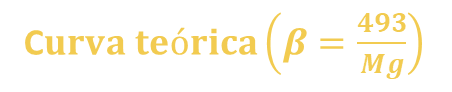 Curva teórica (β = 493/Mg)